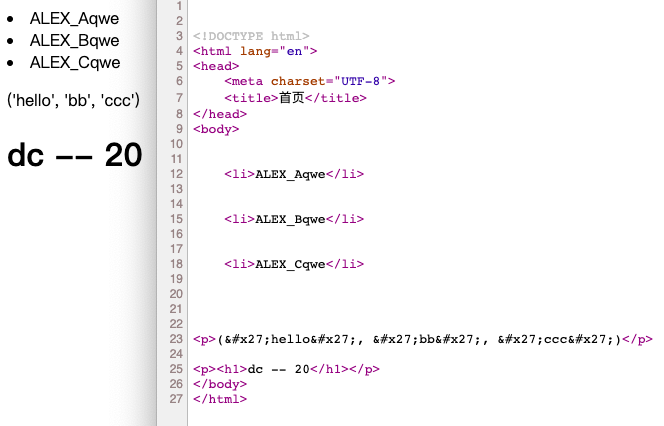 ALEX_Aqwe
ALEX_Bqwe
ALEX_Cqwe
('hello', 'bb', 'ccc')
dc -- 20
1
2
3 <!DOCTYPE html>
4 <html lang="en">
5 <head>
6     <meta charset="UTF-8">
7     <title>首页</title>
8 </head>
9 <body>
10
11
12     <li>ALEX_Aqwe</li>
13
14
15     <li>ALEX_Bqwe</li>
16
17
18     <li>ALEX_Cqwe</li>
19
20
21
22
23 <p>(&#x27;hello&#x27;, &#x27;bb&#x27;, &#x27;ccc&#x27;)</p>
24
25 <p><h1>dc -- 20</h1></p>
26 </body>
27 </html>